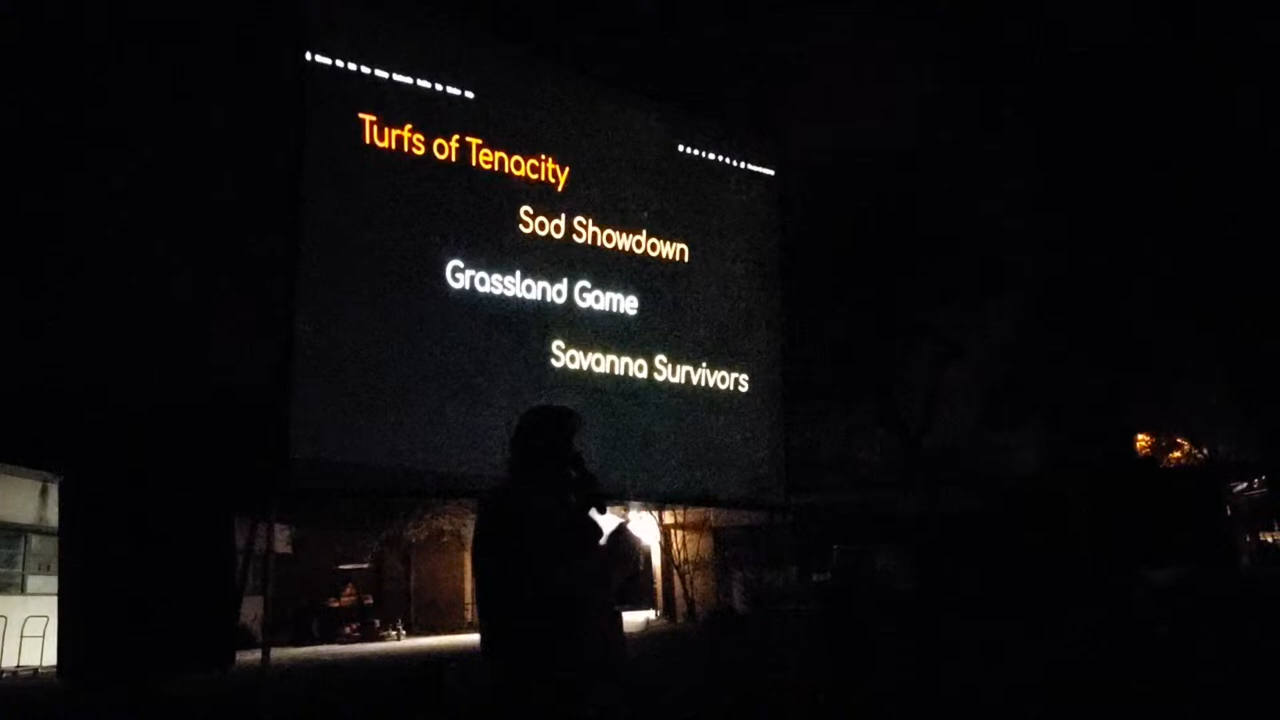 Turfs of Tenacity
Sod Showdown
Grassland Game
Savanna Survivors